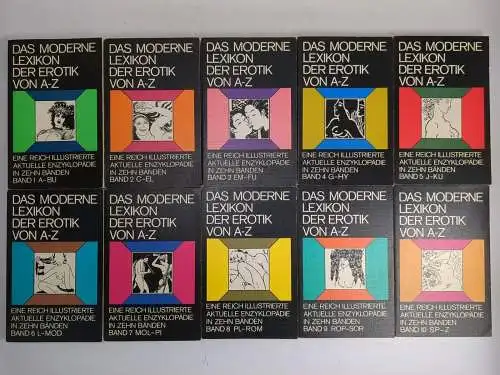 DAS MODERNE
LEXIKON
DER EROTIK
VON A-Z
EINE REICH ILLUSTRIERTE
AKTUELLE ENZYKLOPÄDIE
IN ZEHN BÄNDEN
BAND 1 A-BU
DAS MODERNE
LEXIKON
DER EROTIK
VON A-Z
EINE REICH ILLUSTRIERTE
AKTUELLE ENZYKLOPÄDIE
IN ZEHN BÄNDEN
BAND 2 C-EL
DAS MODERNE
LEXIKON
DER EROTIK
VON A-Z
EINE REICH ILLUSTRIERTE
AKTUELLE ENZYKLOPÄDIE
IN ZEHN BÄNDEN
BAND 3 EM-FU
DAS MODERNE
LEXIKON
DER EROTIK
VON A-Z
EINE REICH ILLUSTRIERTE
AKTUELLE ENZYKLOPÄDIE
IN ZEHN BÄNDEN
BAND 4 G-HY
DAS MODERNE
LEXIKON
DER EROTIK
VON A-Z
EINE REICH ILLUSTRIERTE
AKTUELLE ENZYKLOPÄDIE
IN ZEHN BÄNDEN
BAND 5 J-KU
DAS MODERNE
LEXIKON
DER EROTIK
VON A-Z
EINE REICH ILLUSTRIERTE
AKTUELLE ENZYKLOPÄDIE
IN ZEHN BÄNDEN
BAND 6 L-MOD
DAS MODERNE
LEXIKON
DER EROTIK
VON A-Z
EINE REICH ILLUSTRIERTE
AKTUELLE ENZYKLOPÄDIE
IN ZEHN BÄNDEN
BAND 7 MOL-PI
DAS MODERNE
LEXIKON
DER EROTIK
VON A-Z
EINE REICH ILLUSTRIERTE
AKTUELLE ENZYKLOPÄDIE
IN ZEHN BÄNDEN
BAND 8 PL-ROM
DAS MODERNE
LEXIKON
DER EROTIK
VON A-Z
EINE REICH ILLUSTRIERTE
AKTUELLE ENZYKLOPÄDIE
IN ZEHN BÄNDEN
BAND 9 ROP-SOR
DAS MODERNE
LEXIKON
DER EROTIK
VON A-Z
EINE REICH ILLUSTRIERTE
AKTUELLE ENZYKLOPÄDIE
IN ZEHN BÄNDEN
BAND 10 SP-Z